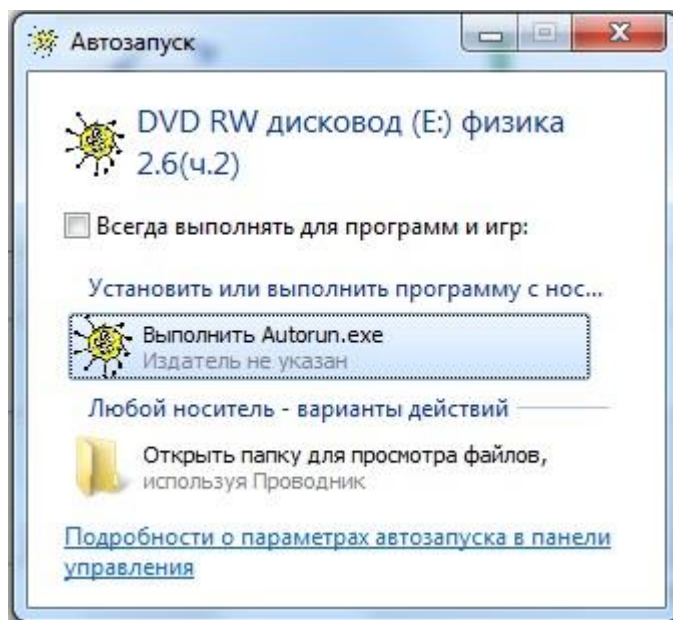 Автозапуск
DVD RW дисковод (E:) физика
2.6(ч.2)
Всегда выполнять для программ и игр:
Установить или выполнить программу с нос...
Выполнить Autorun.exe
Издатель не указан
Любой носитель - варианты действий
Открыть папку для просмотра файлов,
используя Проводник
Подробности о параметрах автозапуска в панели
управления